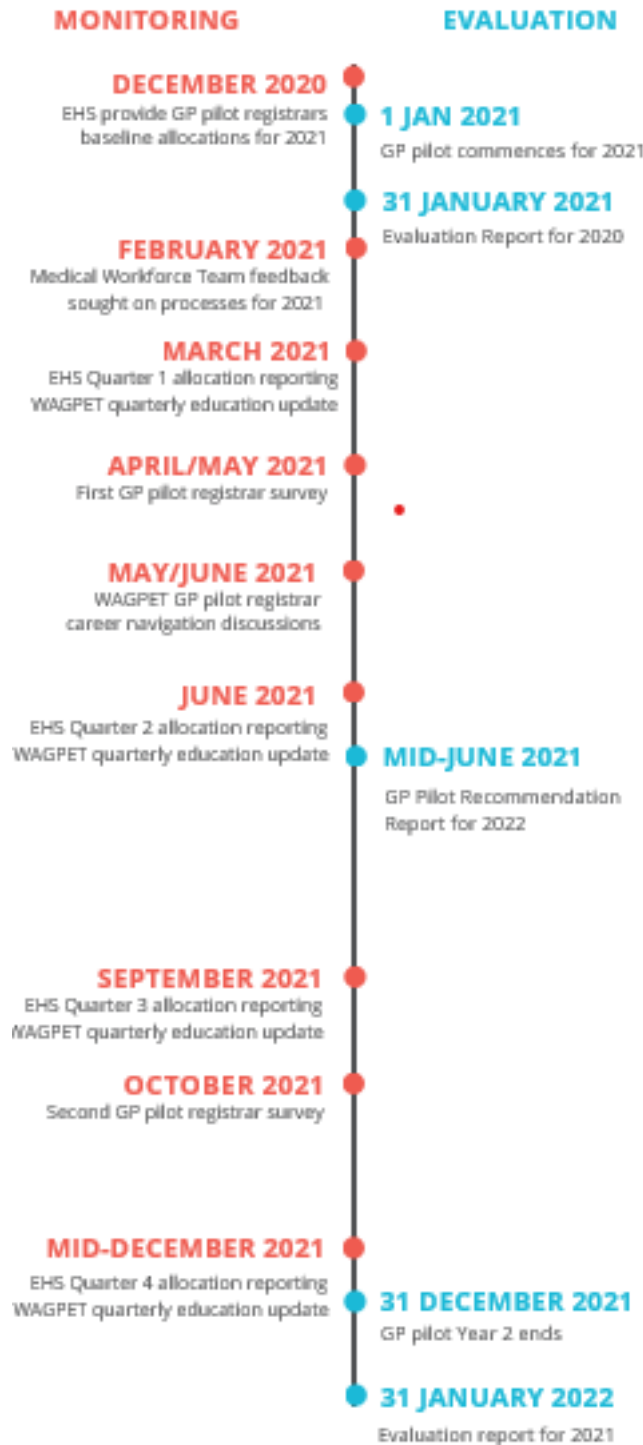 MONITORING
EVALUATION
DECEMBER 2020
EHS provide GP pilot registrars
baseline allocations for 2021
1 JAN 2021
GP pilot commences for 2021
31 JANUARY 2021
Evaluation Report for 2020
FEBRUARY 2021
Medical Workforce Team feedback
sought on processes for 2021
MARCH 2021
EHS Quarter 1 allocation reporting
WAGPET quarterly education update
APRIL/MAY 2021
First GP pilot registrar survey
MAY/JUNE 2021
WAGPET GP pilot registrar
career navigation discussions
JUNE 2021
EHS Quarter 2 allocation reporting
WAGPET quarterly education update
MID-JUNE 2021
GP Pilot Recommendation
Report for 2022
SEPTEMBER 2021
EHS Quarter 3 allocation reporting
WAGPET quarterly education update
OCTOBER 2021
Second GP pilot registrar survey
MID-DECEMBER 2021
EHS Quarter 4 allocation reporting
WAGPET quarterly education update
31 DECEMBER 2021
GP pilot Year 2 ends
31 JANUARY 2022
Evaluation report for 2021